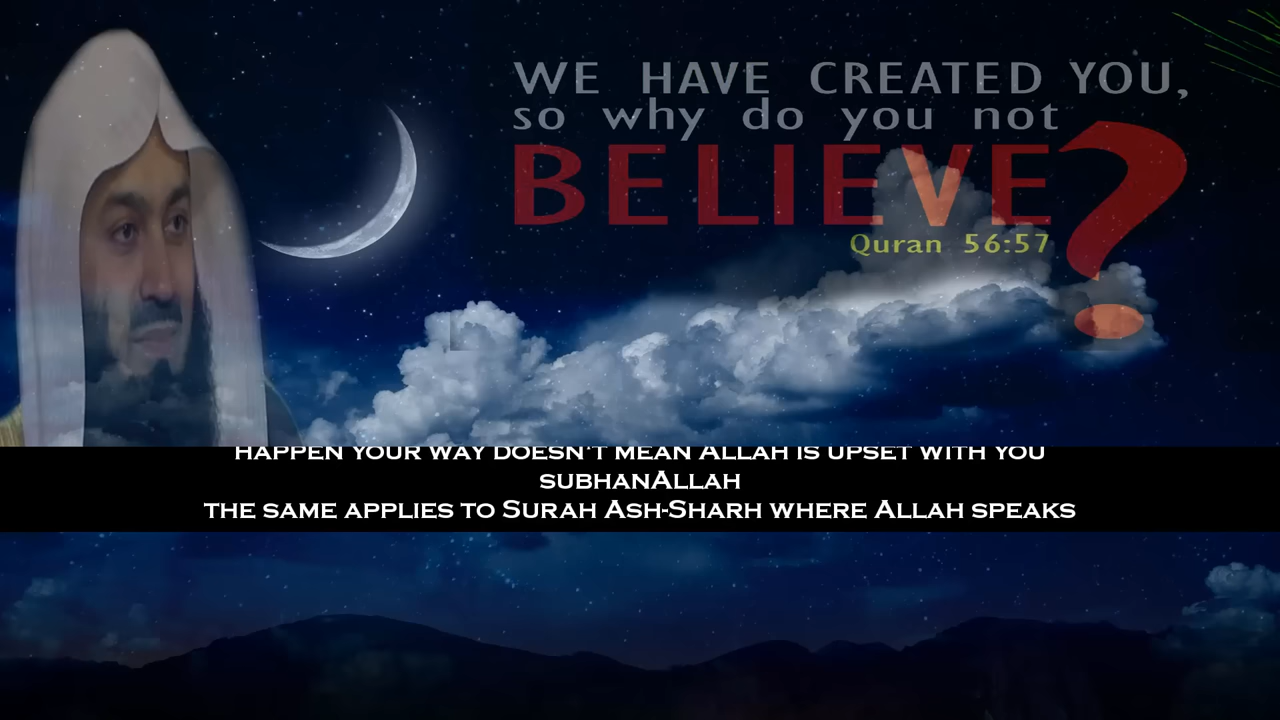 WE HAVE CREATED YOU,
so why do you not
BELIEVE?
Quran 56:57
HAPPEN YOUR WAY DOESN'T MEAN ALLAH IS UPSET WITH YOU
SUBHANALLAH
THE SAME APPLIES TO SURAH ASH-SHARH WHERE ALLAH SPEAKS